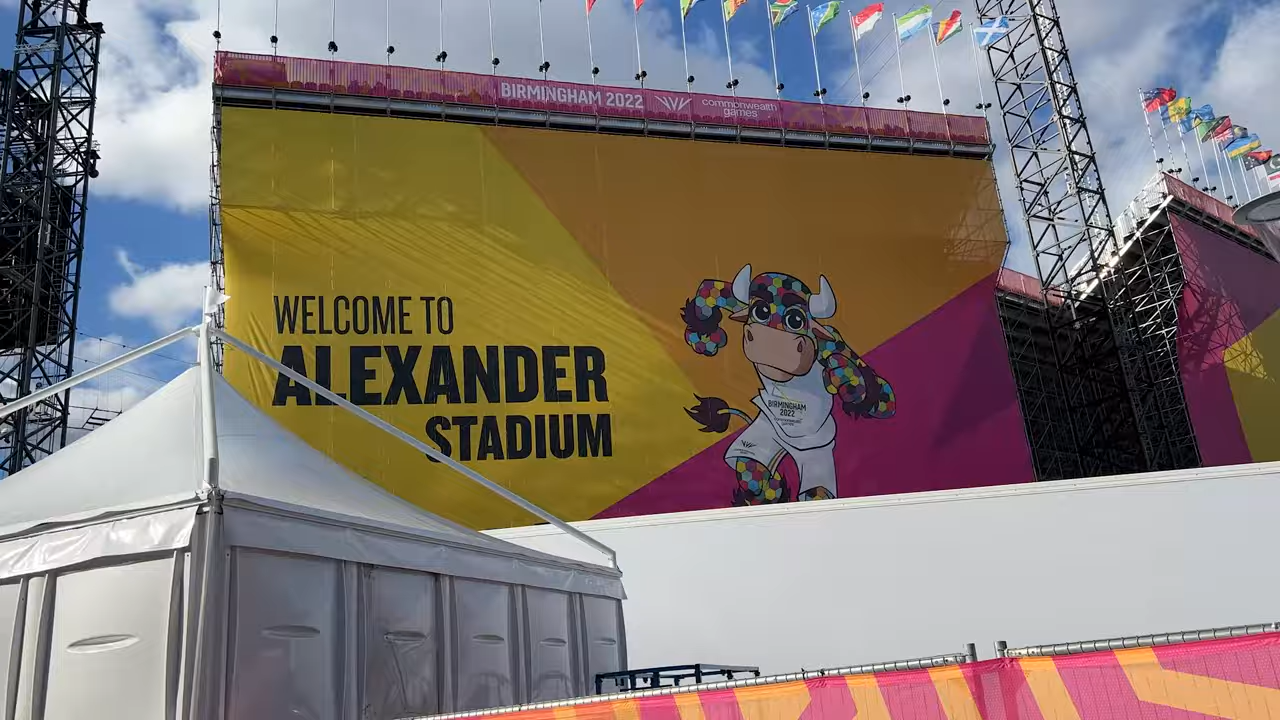 BIRMINGHAM 2022
commonwealth
games
WELCOME TO
ALEXANDER
STADIUM
BIRMINGHAM
2022